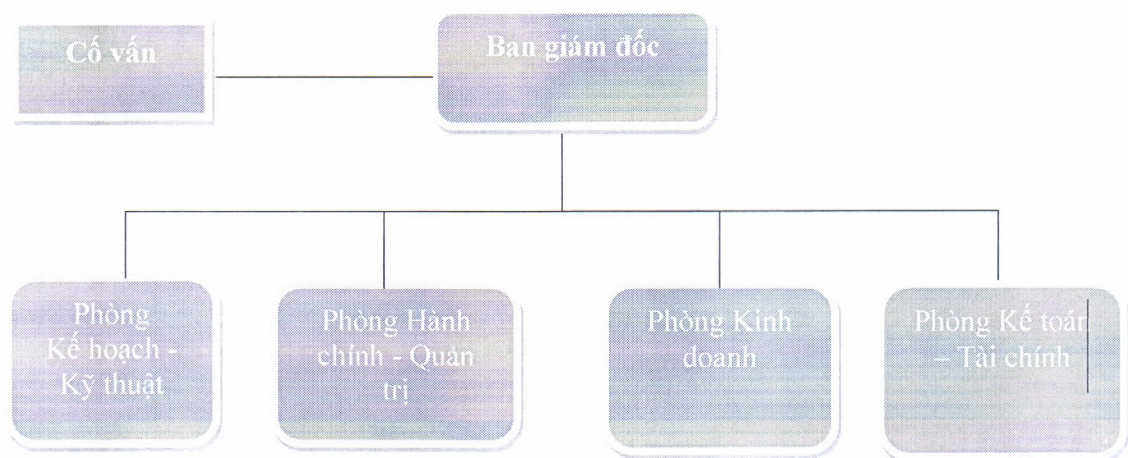 Cố vấn
Ban giám đốc
Phòng
Kế hoạch -
Kỹ thuật
Phòng Hành
chính - Quản
trị
Phòng Kinh
doanh
Phòng Kế toán
– Tài chính